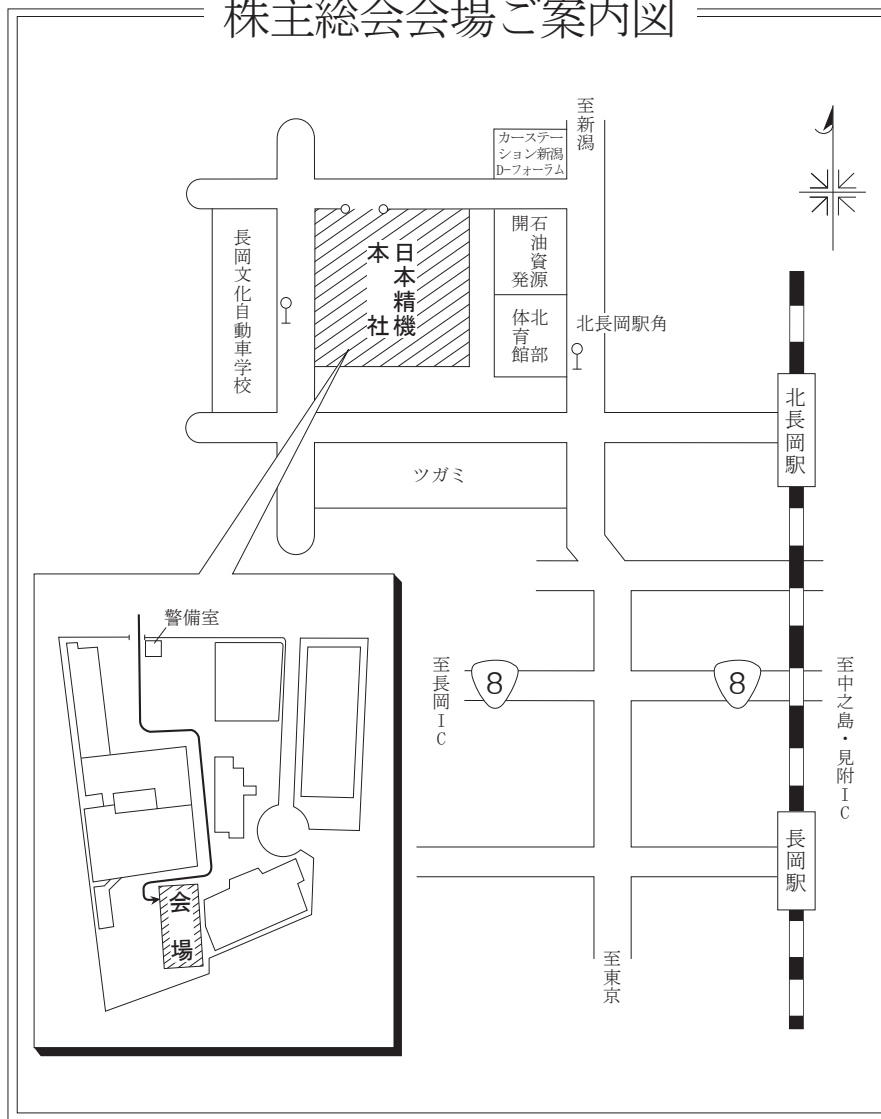 株主総会会場ご案内図
至新潟
カーステー
ション新潟
D-フォーラム
長岡文化自動車学校
日本精機
本社
石油資源
開発
北部
体育館
北長岡駅角
北長岡駅
ツガミ
警備室
至長岡IC
8
8
至中之島・見附IC
長岡駅
会場
至東京